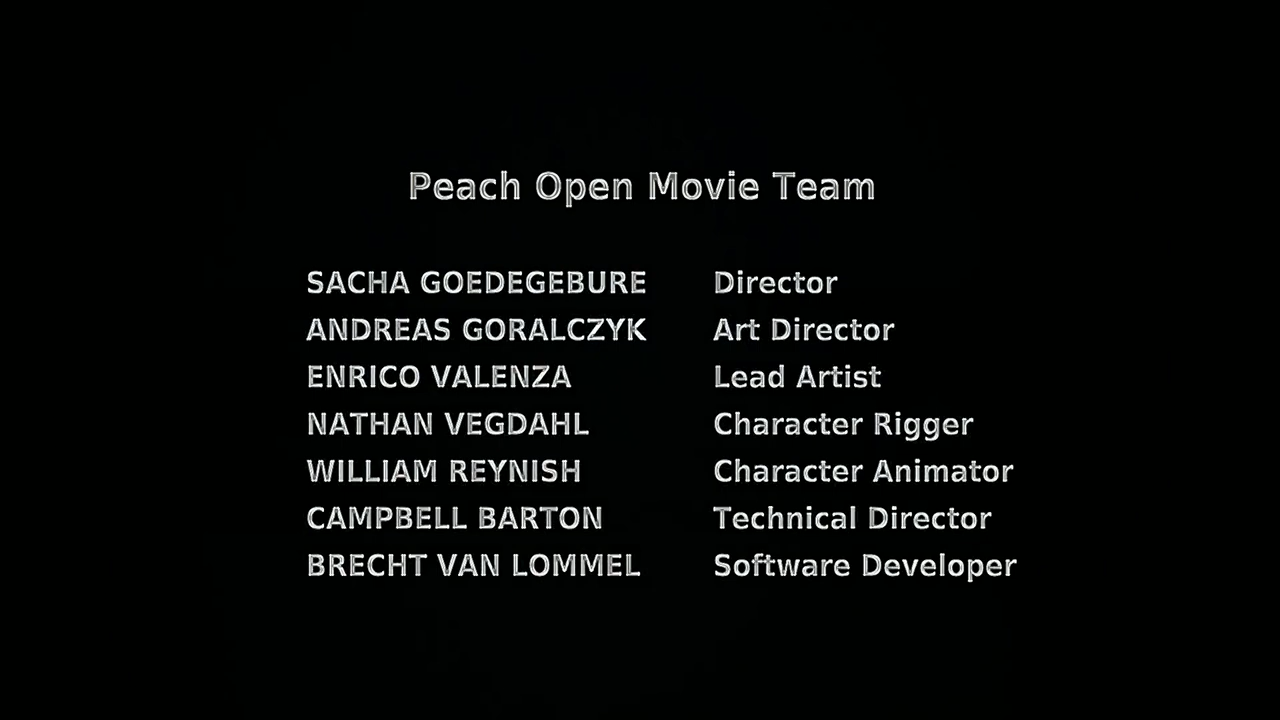 Peach Open Movie Team
SACHA GOEDEGEBURE Director
ANDREAS GORALCZYK Art Director
ENRICO VALENZA Lead Artist
NATHAN VEGDAHL Character Rigger
WILLIAM REYNISH Character Animator
CAMPBELL BARTON Technical Director
BRECHT VAN LOMMEL Software Developer